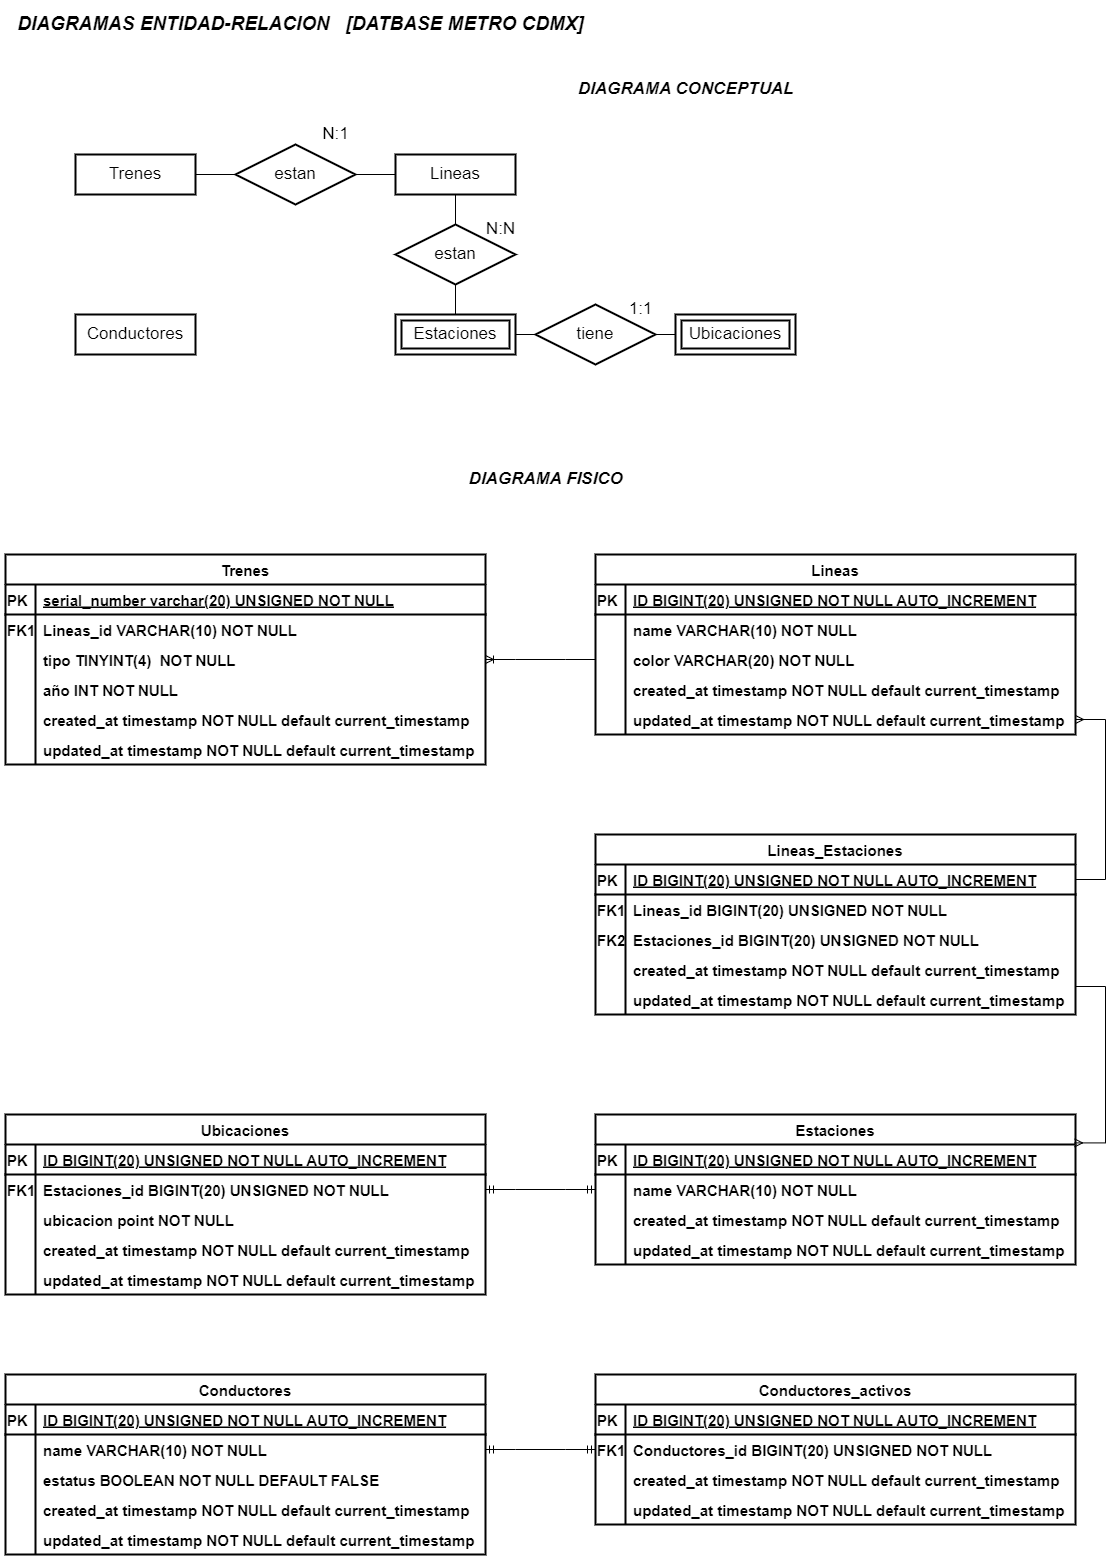 DIAGRAMAS ENTIDAD-RELACION [DATBASE METRO CDMX]
DIAGRAMA CONCEPTUAL
N:1
Trenes
estan
Lineas
N:N
estan
1:1
Conductores
Estaciones
tiene
Ubicaciones
DIAGRAMA FISICO
Trenes
PK serial_number varchar(20) UNSIGNED NOT NULL
FK1 Lineas_id VARCHAR(10) NOT NULL
tipo TINYINT(4) NOT NULL
año INT NOT NULL
created_at timestamp NOT NULL default current_timestamp
updated_at timestamp NOT NULL default current_timestamp
Lineas
PK ID BIGINT(20) UNSIGNED NOT NULL AUTO_INCREMENT
name VARCHAR(10) NOT NULL
color VARCHAR(20) NOT NULL
created_at timestamp NOT NULL default current_timestamp
updated_at timestamp NOT NULL default current_timestamp
Lineas_Estaciones
PK ID BIGINT(20) UNSIGNED NOT NULL AUTO_INCREMENT
FK1 Lineas_id BIGINT(20) UNSIGNED NOT NULL
FK2 Estaciones_id BIGINT(20) UNSIGNED NOT NULL
created_at timestamp NOT NULL default current_timestamp
updated_at timestamp NOT NULL default current_timestamp
Ubicaciones
PK ID BIGINT(20) UNSIGNED NOT NULL AUTO_INCREMENT
FK1 Estaciones_id BIGINT(20) UNSIGNED NOT NULL
ubicacion point NOT NULL
created_at timestamp NOT NULL default current_timestamp
updated_at timestamp NOT NULL default current_timestamp
Estaciones
PK ID BIGINT(20) UNSIGNED NOT NULL AUTO_INCREMENT
name VARCHAR(10) NOT NULL
created_at timestamp NOT NULL default current_timestamp
updated_at timestamp NOT NULL default current_timestamp
Conductores
PK ID BIGINT(20) UNSIGNED NOT NULL AUTO_INCREMENT
name VARCHAR(10) NOT NULL
estatus BOOLEAN NOT NULL DEFAULT FALSE
created_at timestamp NOT NULL default current_timestamp
updated_at timestamp NOT NULL default current_timestamp
Conductores_activos
PK ID BIGINT(20) UNSIGNED NOT NULL AUTO_INCREMENT
FK1 Conductores_id BIGINT(20) UNSIGNED NOT NULL
created_at timestamp NOT NULL default current_timestamp
updated_at timestamp NOT NULL default current_timestamp